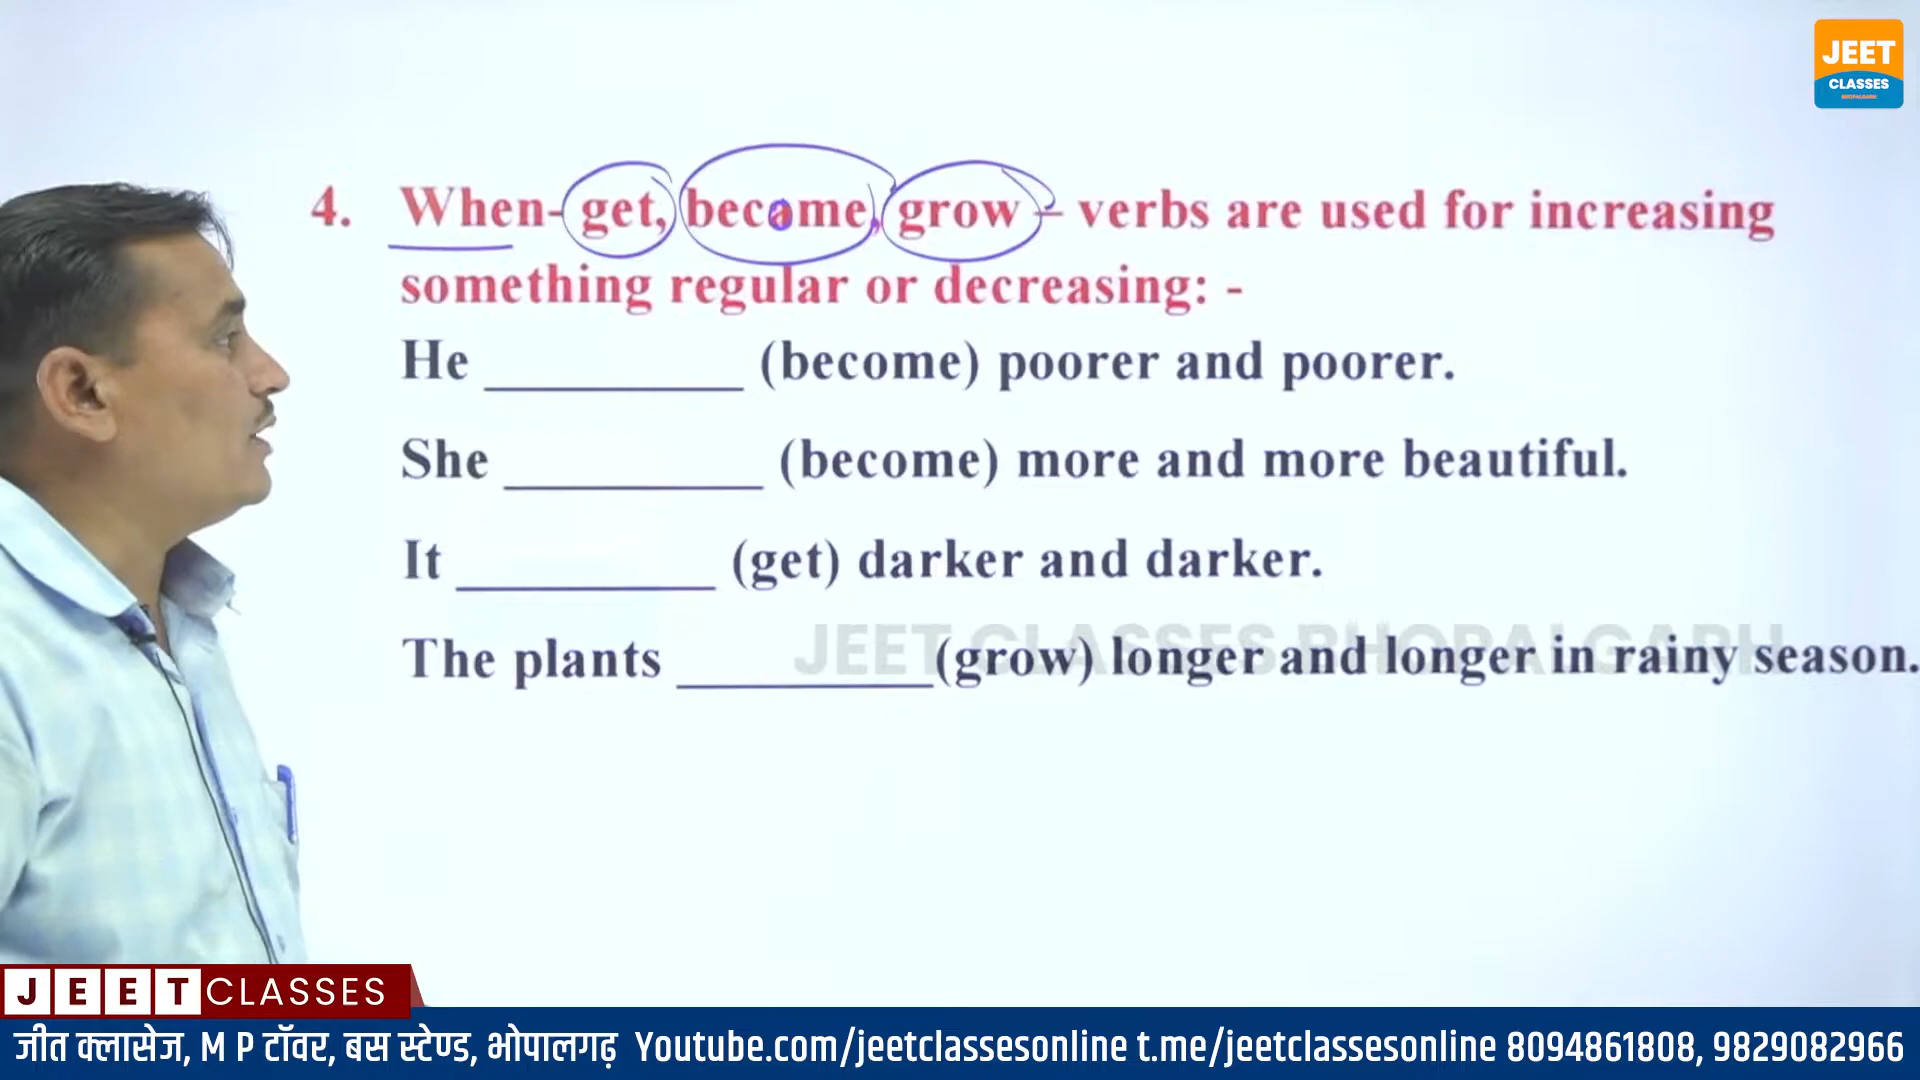 JEET
CLASSES
4. When- get, become, grow – verbs are used for increasing
something regular or decreasing: -
He __________ (become) poorer and poorer.
She __________ (become) more and more beautiful.
It __________ (get) darker and darker.
JEET CLASSES BHOPALGARH
The plants __________(grow) longer and longer in rainy season.
JEET CLASSES
जीत क्लासेज, M P टॉवर, बस स्टेण्ड, भोपालगढ़ Youtube.com/jeetclassesonline t.me/jeetclassesonline 8094861808, 9829082966